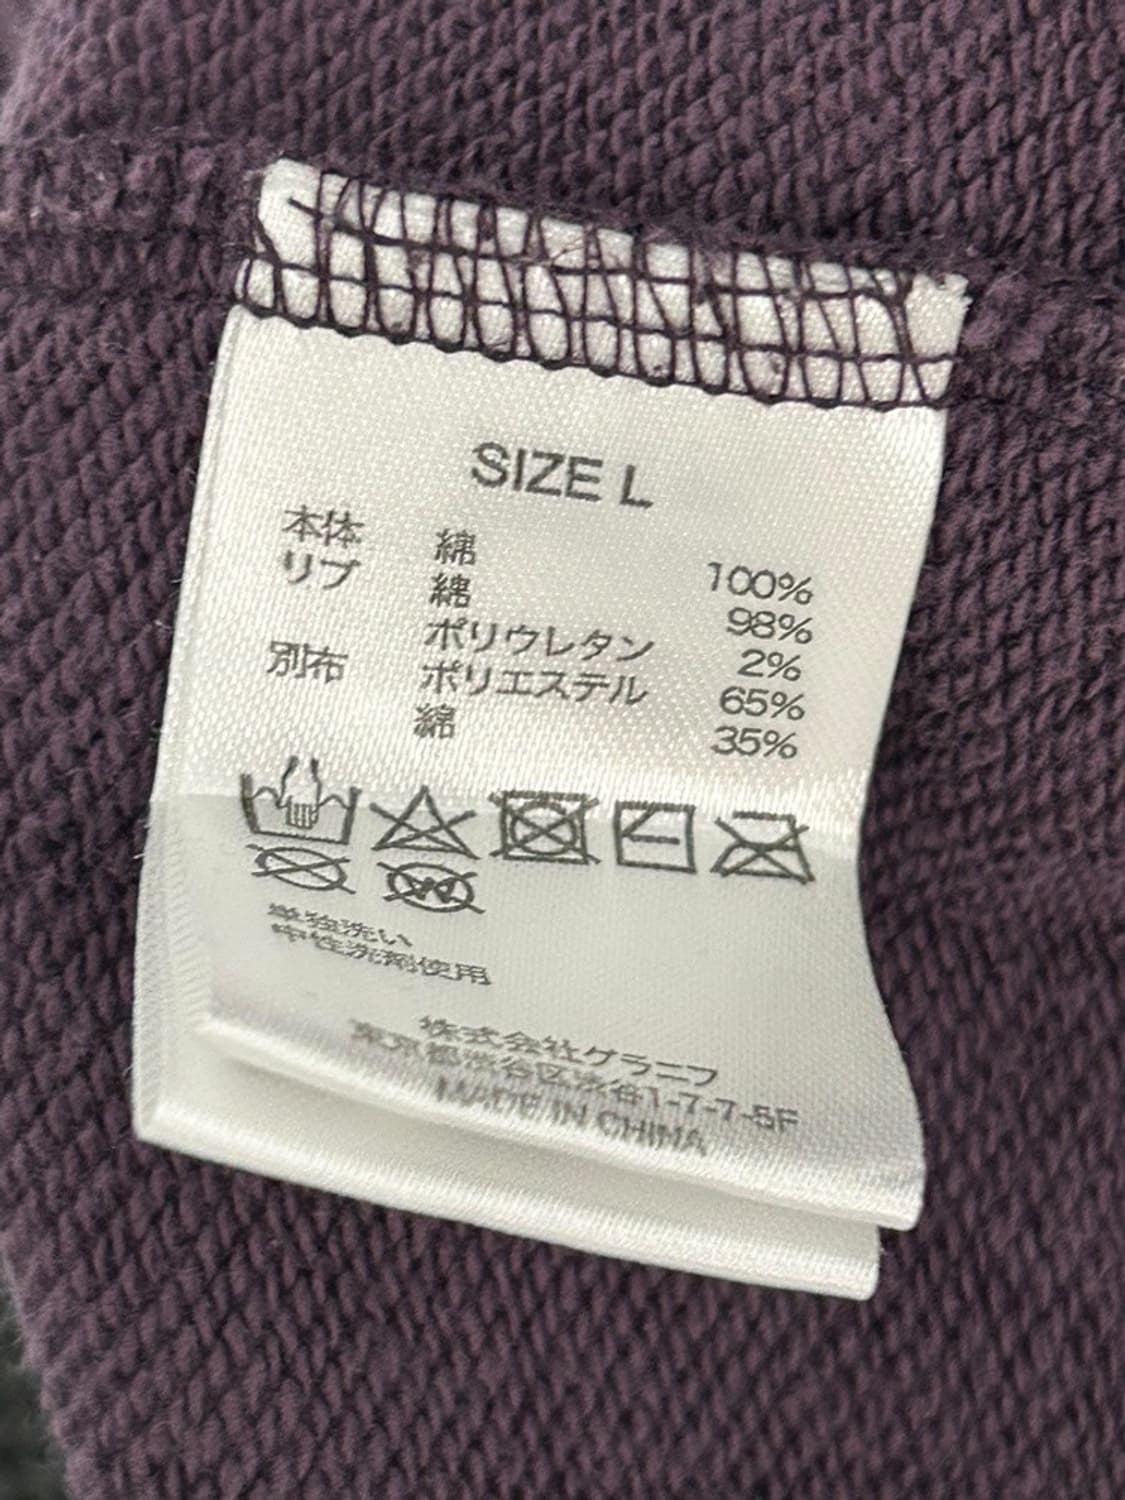 SIZE L
本体 綿 100%
リブ 綿 98%
ポリウレタン 2%
別布 ポリエステル 65%
綿 35%
単独洗い
中性洗剤使用
株式会社グラニフ
東京都渋谷区渋谷1-7-7-5F
MADE IN CHINA